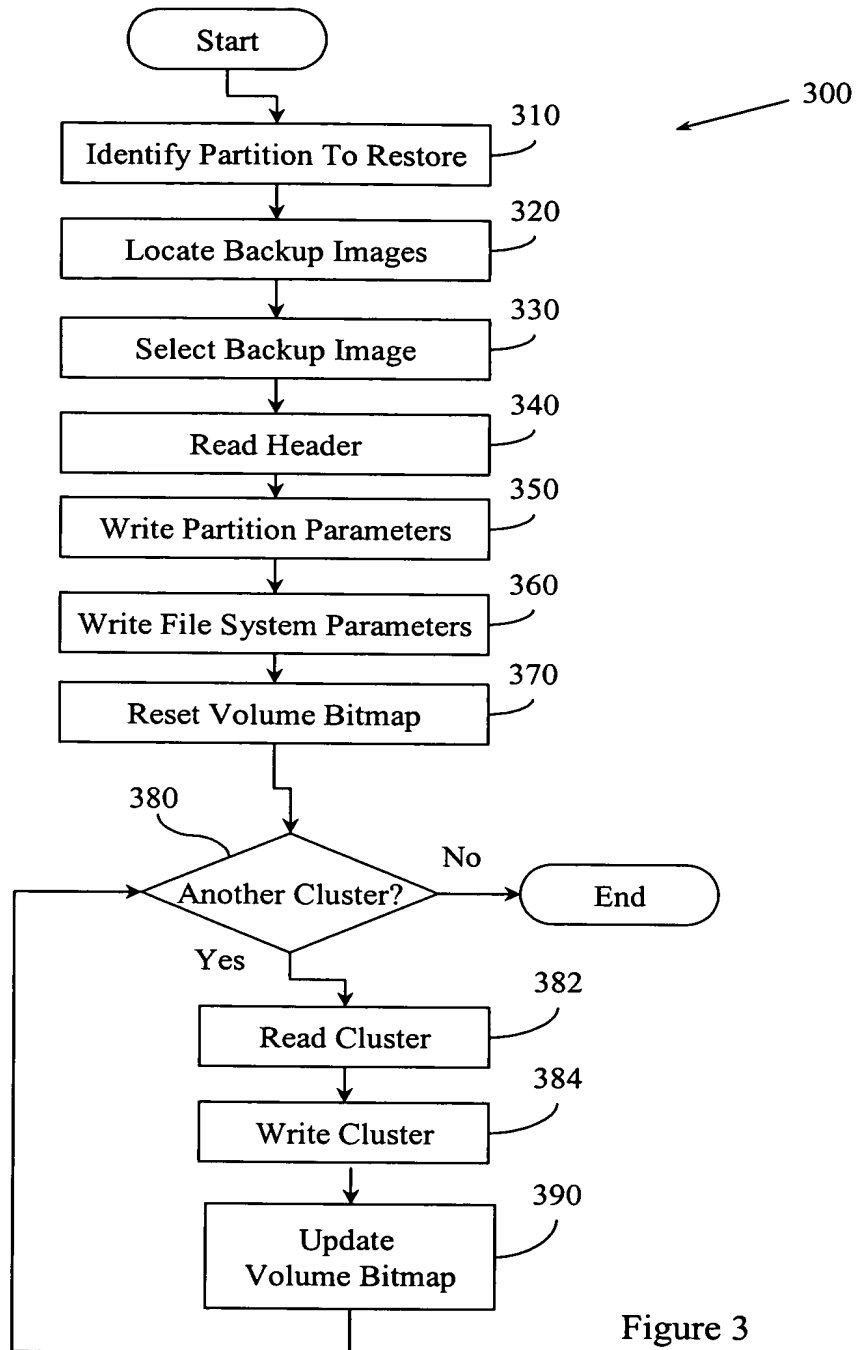 Start
300
310
Identify Partition To Restore
320
Locate Backup Images
330
Select Backup Image
340
Read Header
350
Write Partition Parameters
360
Write File System Parameters
370
Reset Volume Bitmap
380
Another Cluster?
No
End
Yes
382
Read Cluster
384
Write Cluster
390
Update
Volume Bitmap
Figure 3